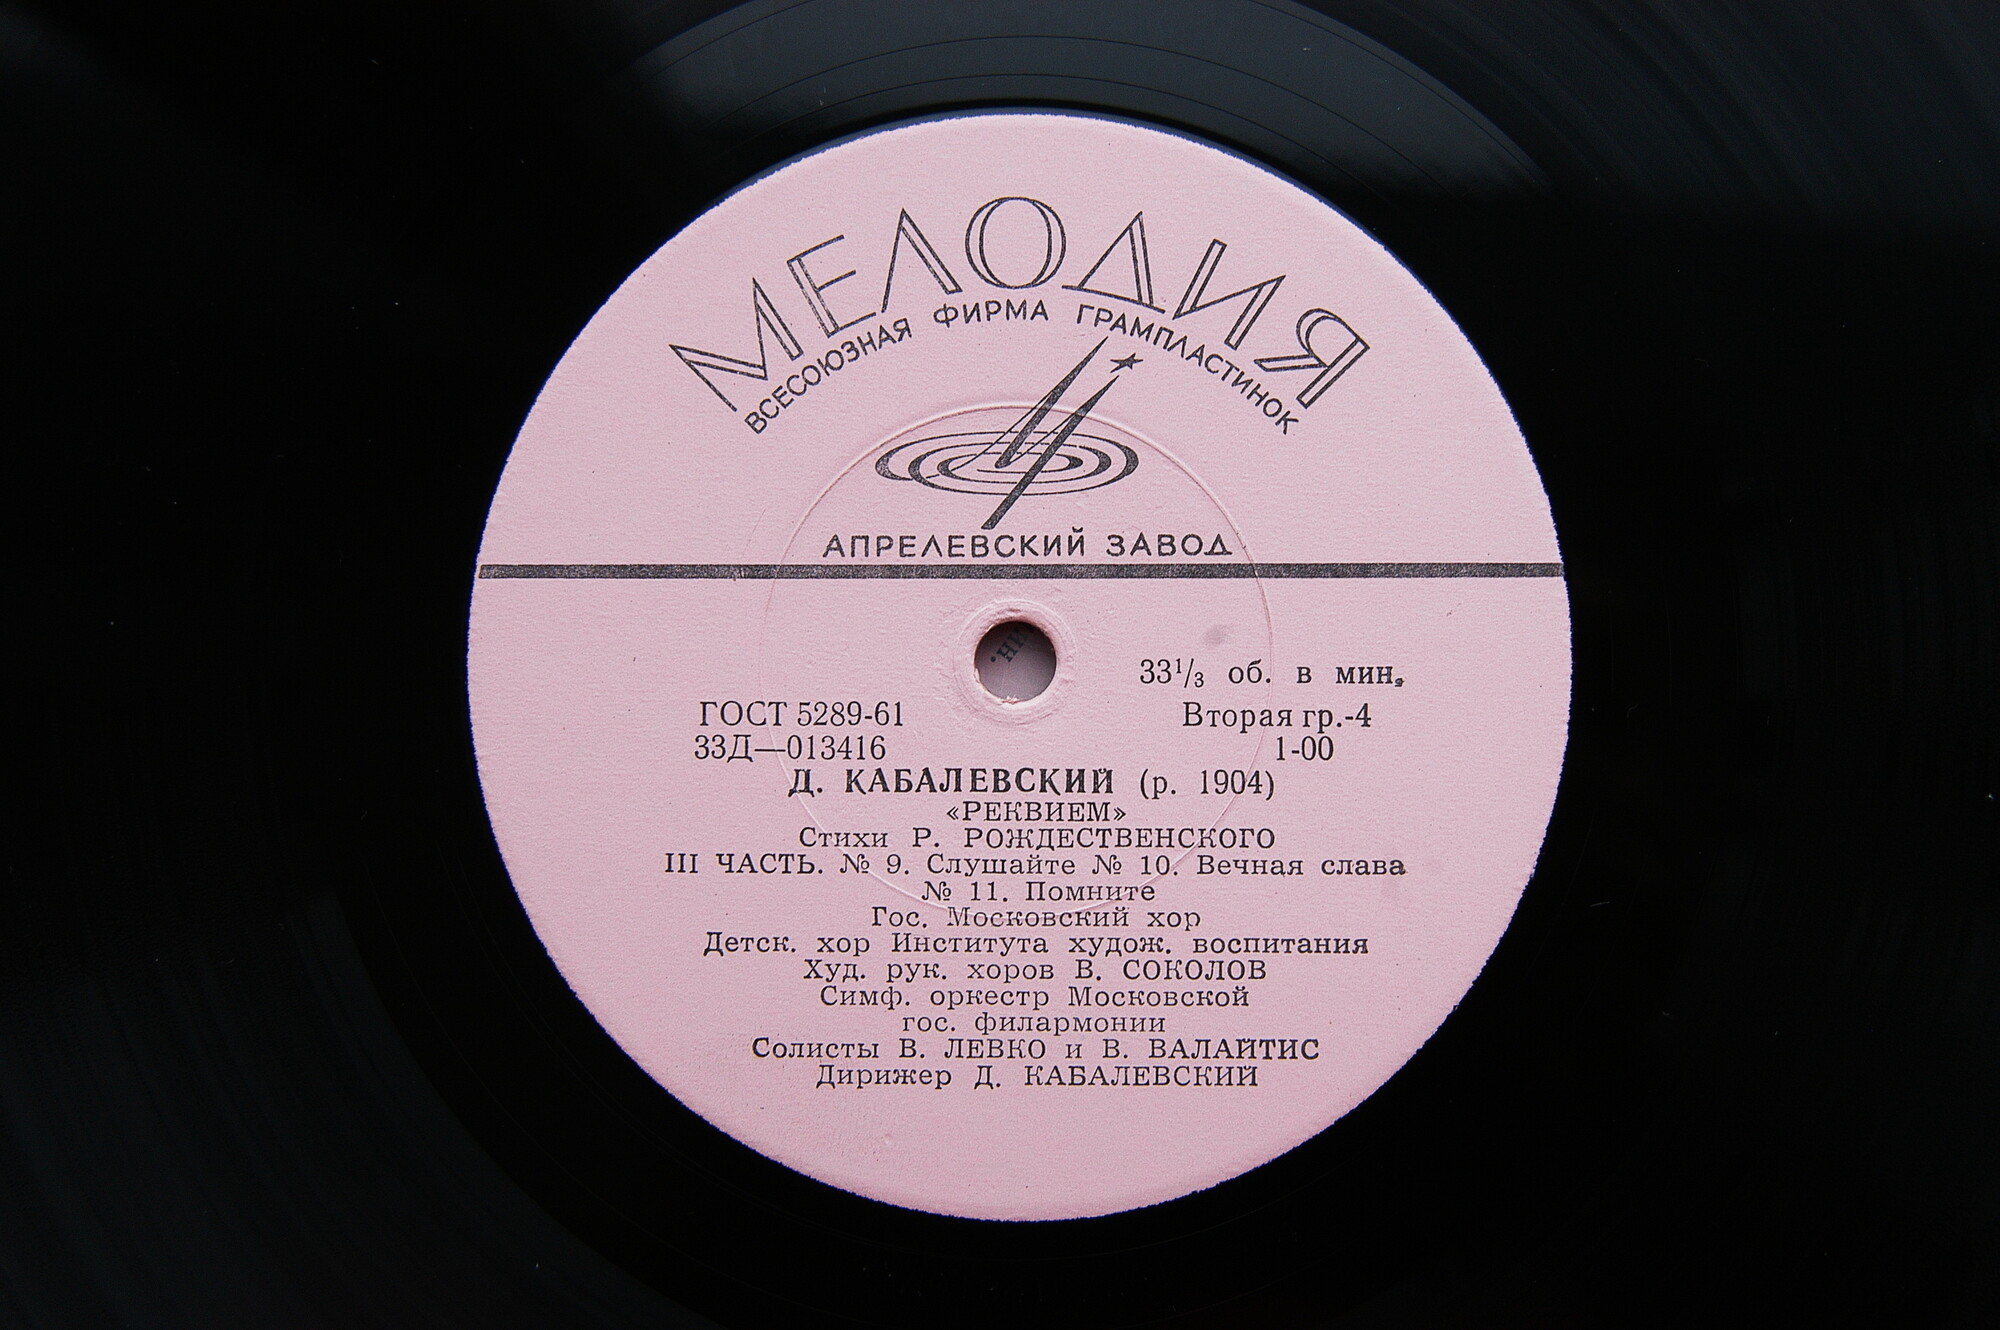 МЕЛОДИЯ
ВСЕСОЮЗНАЯ ФИРМА ГРАМПЛАСТИНОК
АПРЕЛЕВСКИЙ ЗАВОД
33¹/₃ об. в мин.
ГОСТ 5289-61
Вторая гр.-4
33Д—013416
1-00
Д. КАБАЛЕВСКИЙ (р. 1904)
«РЕКВИЕМ»
Стихи Р. РОЖДЕСТВЕНСКОГО
III ЧАСТЬ. № 9. Слушайте № 10. Вечная слава
№ 11. Помните
Гос. Московский хор
Детск. хор Института худож. воспитания
Худ. рук. хоров В. СОКОЛОВ
Симф. оркестр Московской
гос. филармонии
Солисты В. ЛЕВКО и В. ВАЛАЙТИС
Дирижер Д. КАБАЛЕВСКИЙ